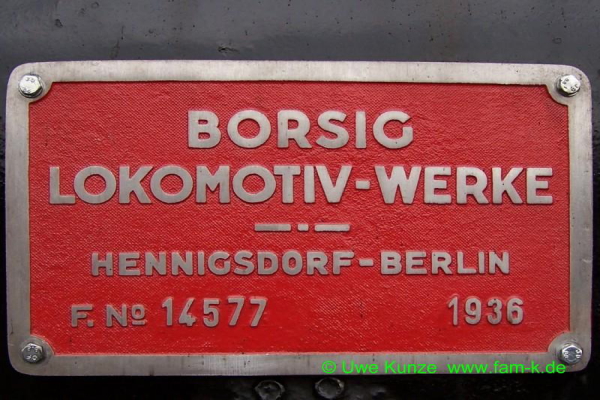 BORSIG
LOKOMOTIV-WERKE
HENNIGSDORF-BERLIN
F. No 14577 1936
© Uwe Kunze www.fam-k.de